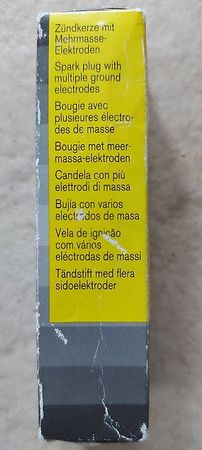 Zündkerze mit
Mehrmasse-
Elektroden
Spark plug with
multiple ground
electrodes
Bougie avec
plusieures électro-
des de masse
Bougie met meer-
massa-elektroden
Candela con più
elettrodi di massa
Bujía con varios
electrodos de masa
Vela de ignição
com vários
eléctrodas de massi
Tändstift med flera
sidoelektroder